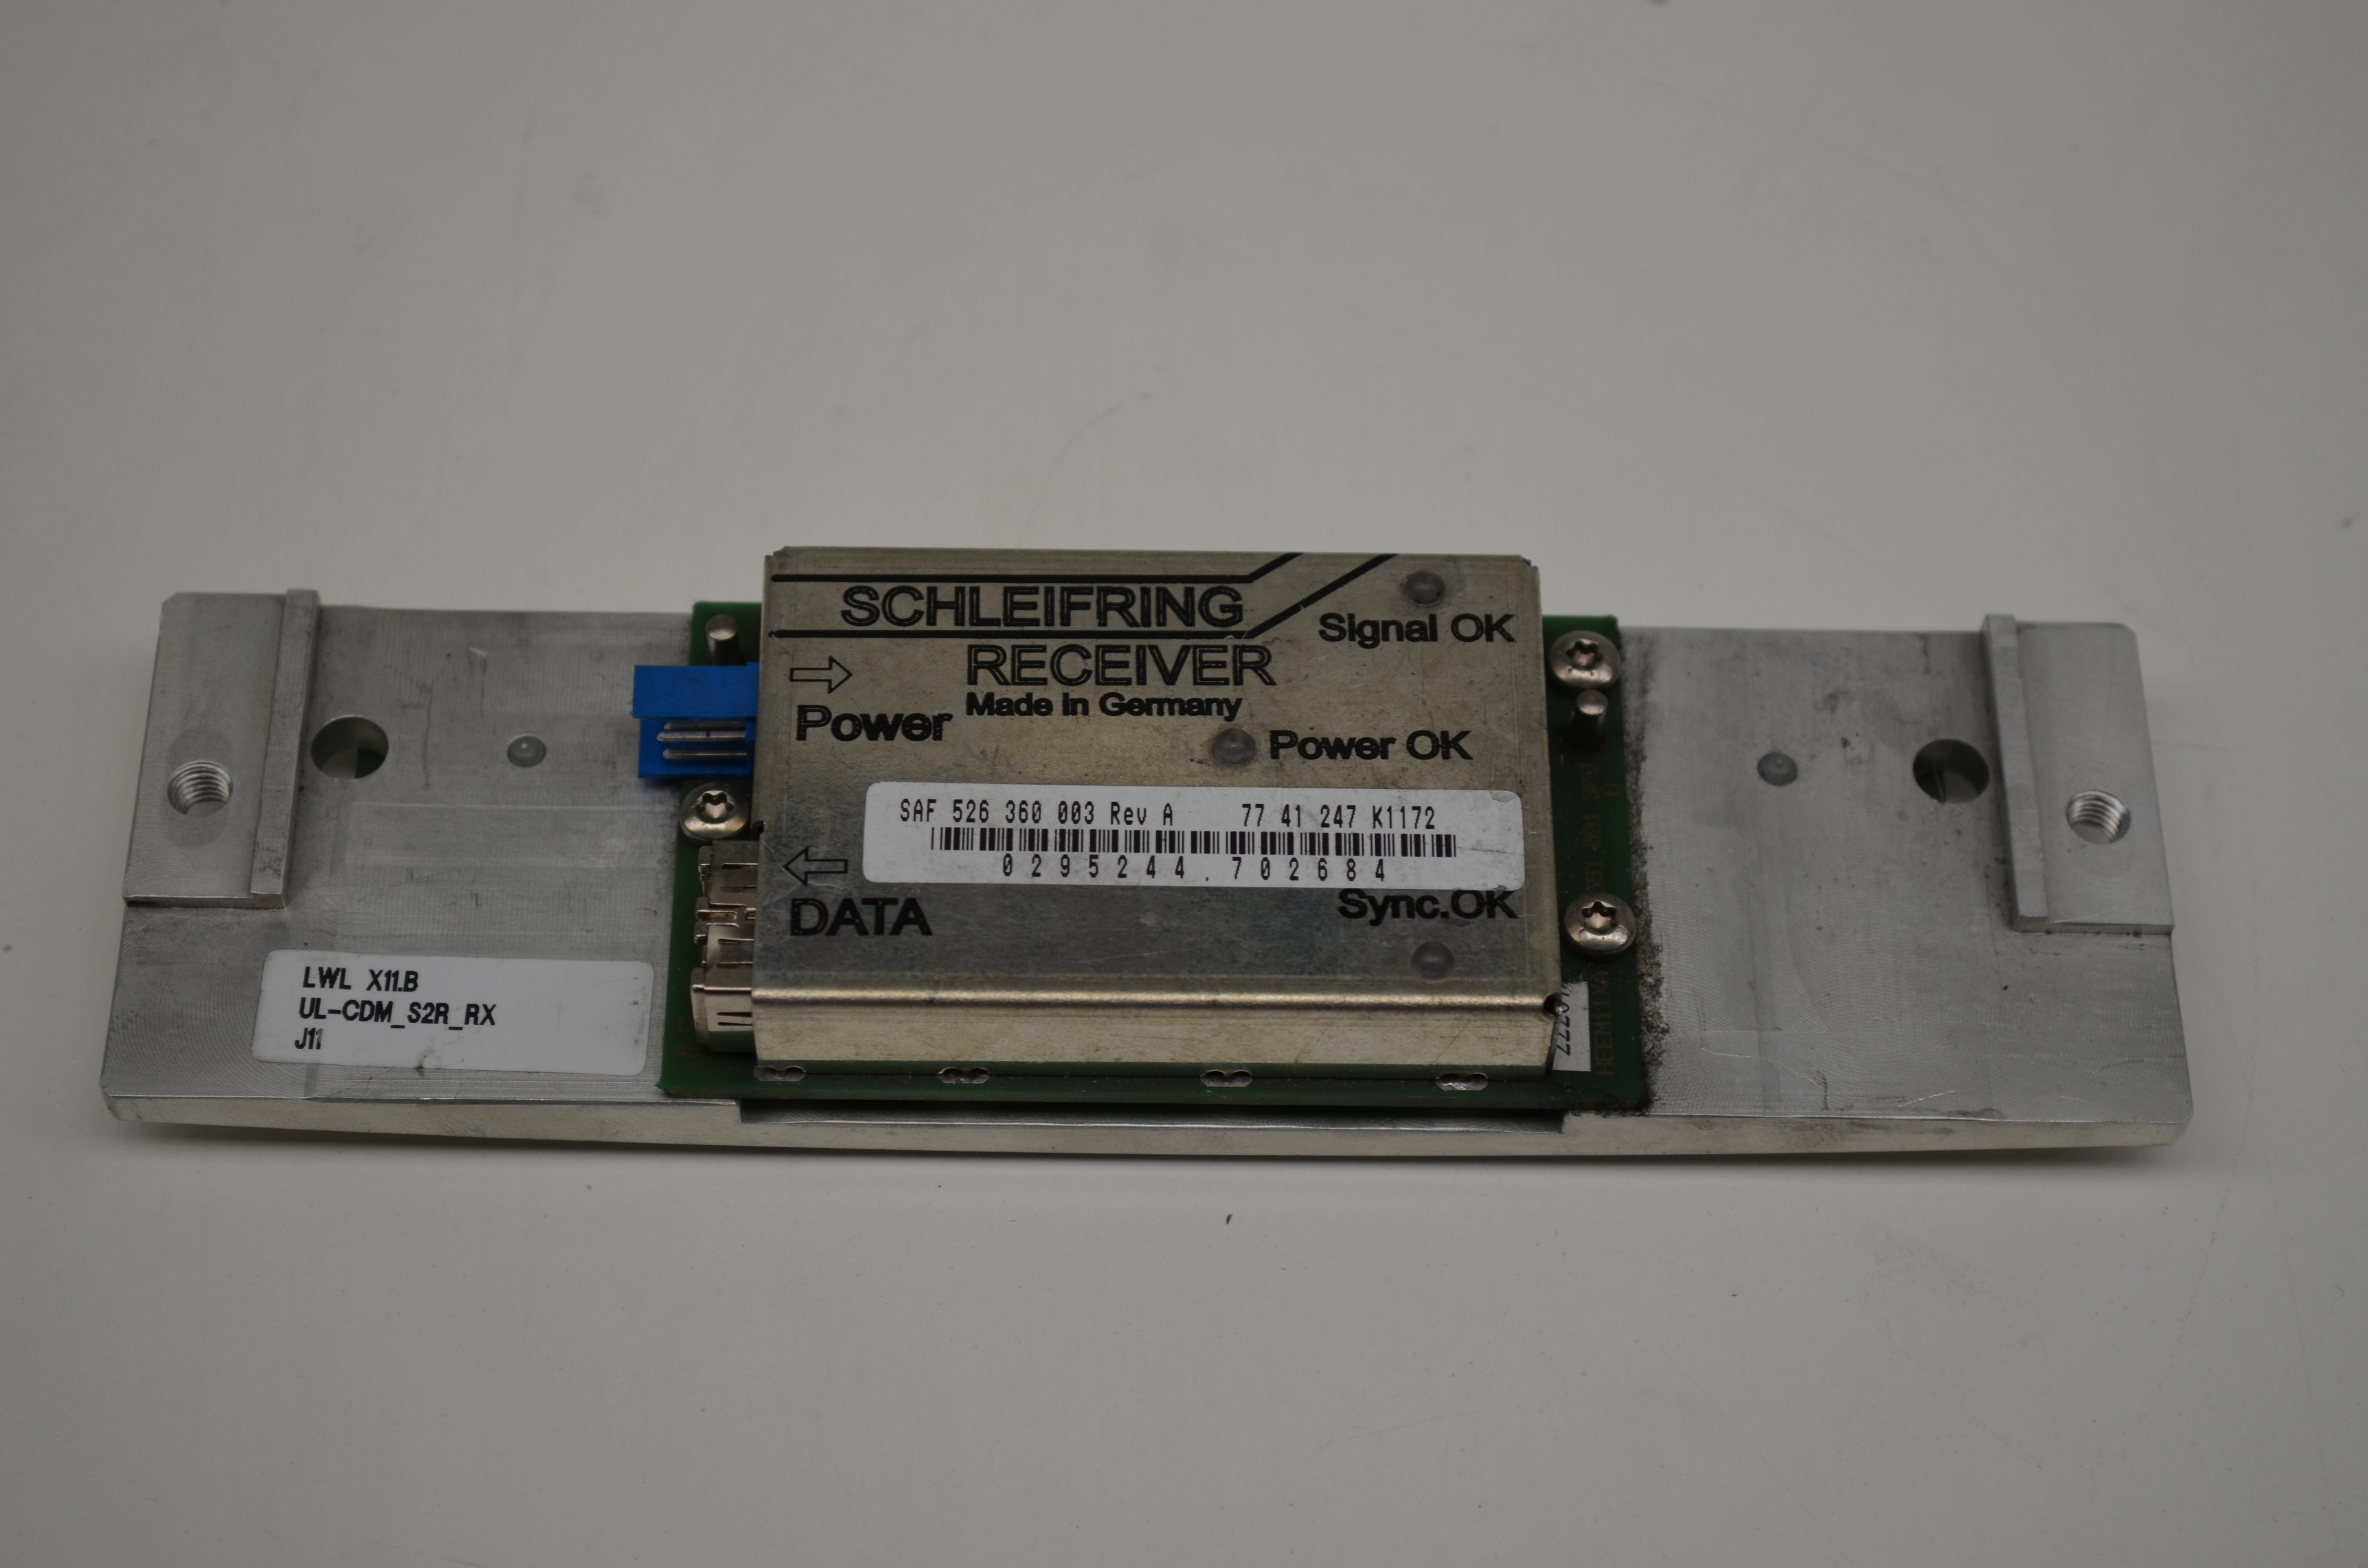 SCHLEIFRING
Signal OK
RECEIVER
Made in Germany
Power
Power OK
SAF 526 360 003 Rev A 77 41 247 K1172
0295244.702684
DATA
Sync.OK
LWL X11.B
UL-CDM_S2R_RX
J11